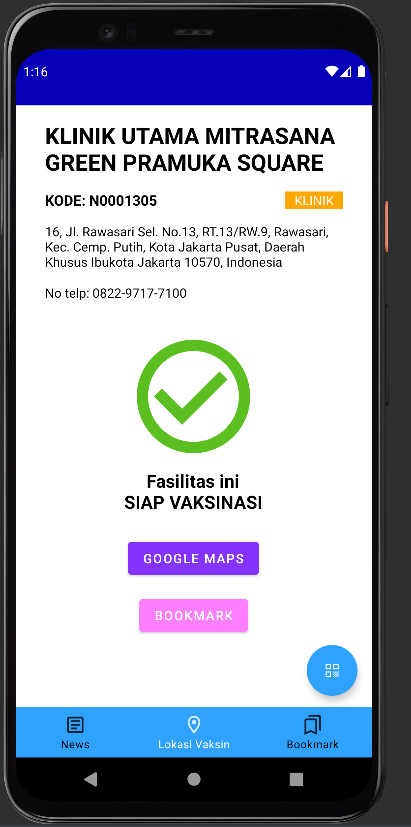 1:16
KLINIK UTAMA MITRASANA
GREEN PRAMUKA SQUARE
KODE: N0001305
KLINIK
16, Jl. Rawasari Sel. No.13, RT.13/RW.9, Rawasari,
Kec. Cemp. Putih, Kota Jakarta Pusat, Daerah
Khusus Ibukota Jakarta 10570, Indonesia
No telp: 0822-9717-7100
Fasilitas ini
SIAP VAKSINASI
GOOGLE MAPS
BOOKMARK
News
Lokasi Vaksin
Bookmark